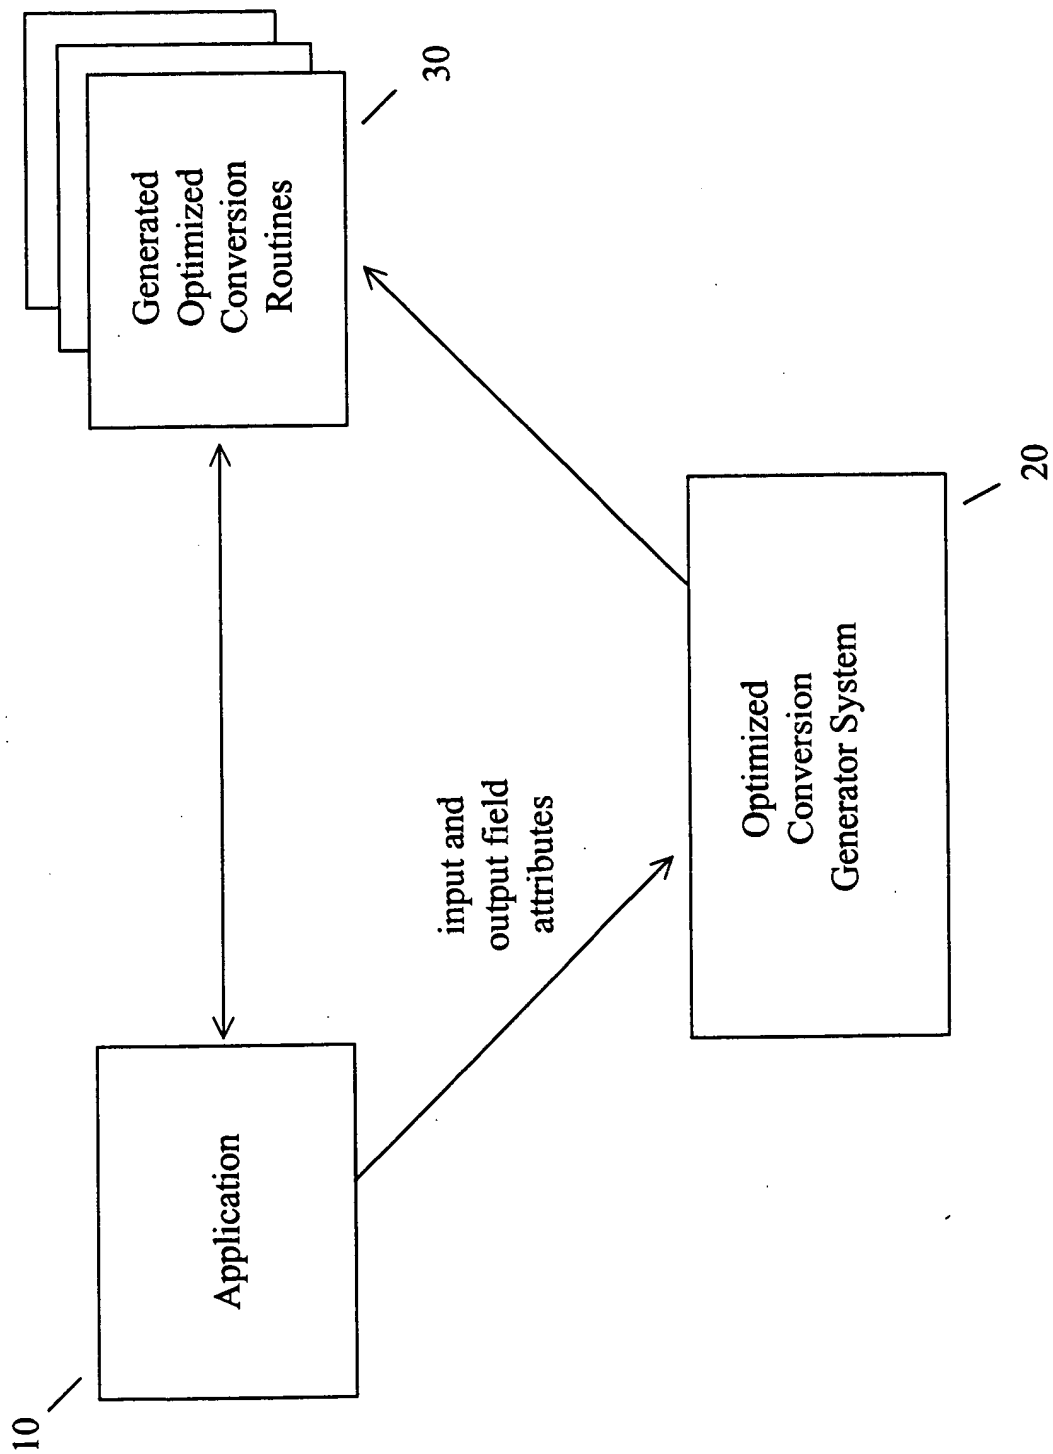 10
Application
Generated
Optimized
Conversion
Routines
30
input and
output field
attributes
Optimized
Conversion
Generator System
20